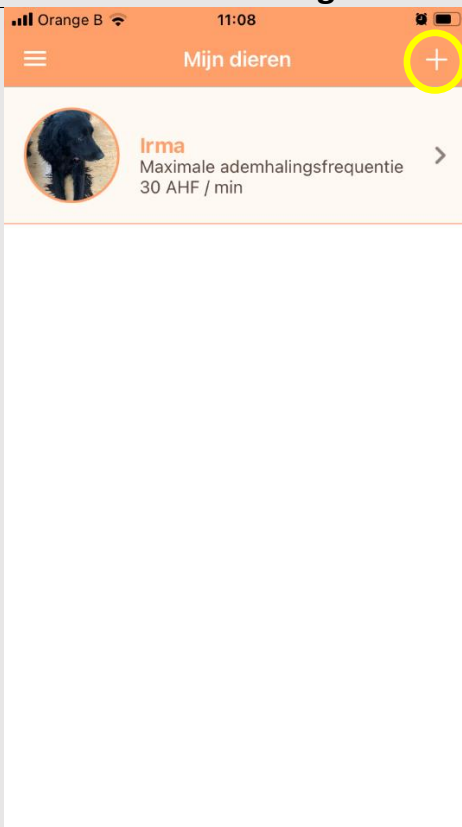 Orange B 11:08
Mijn dieren
Irma
Maximale ademhalingsfrequentie
30 AHF / min